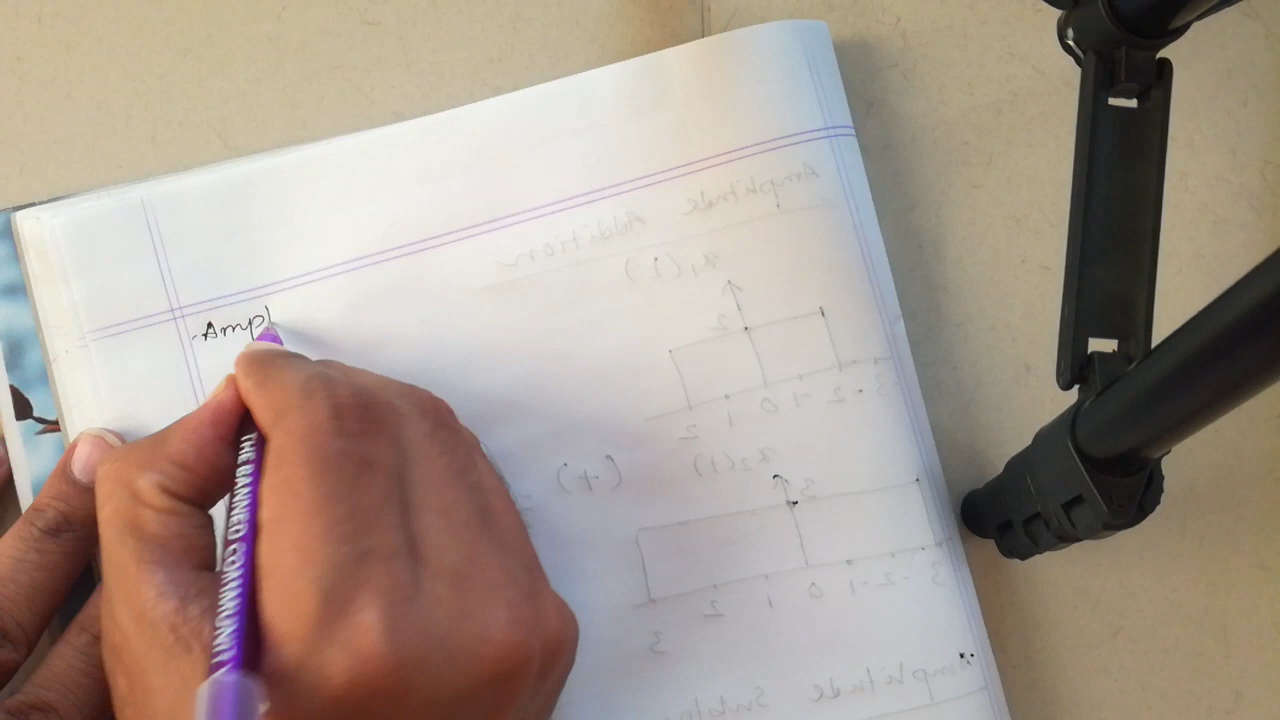 Ampl
THE BANNED COMMUNITY
Amplitude Addition
x₁(t)
2
-3 -2 -1 0 1 2
x₂(t) (+)
3
-3 -2 -1 0 1 2 3
Amplitude